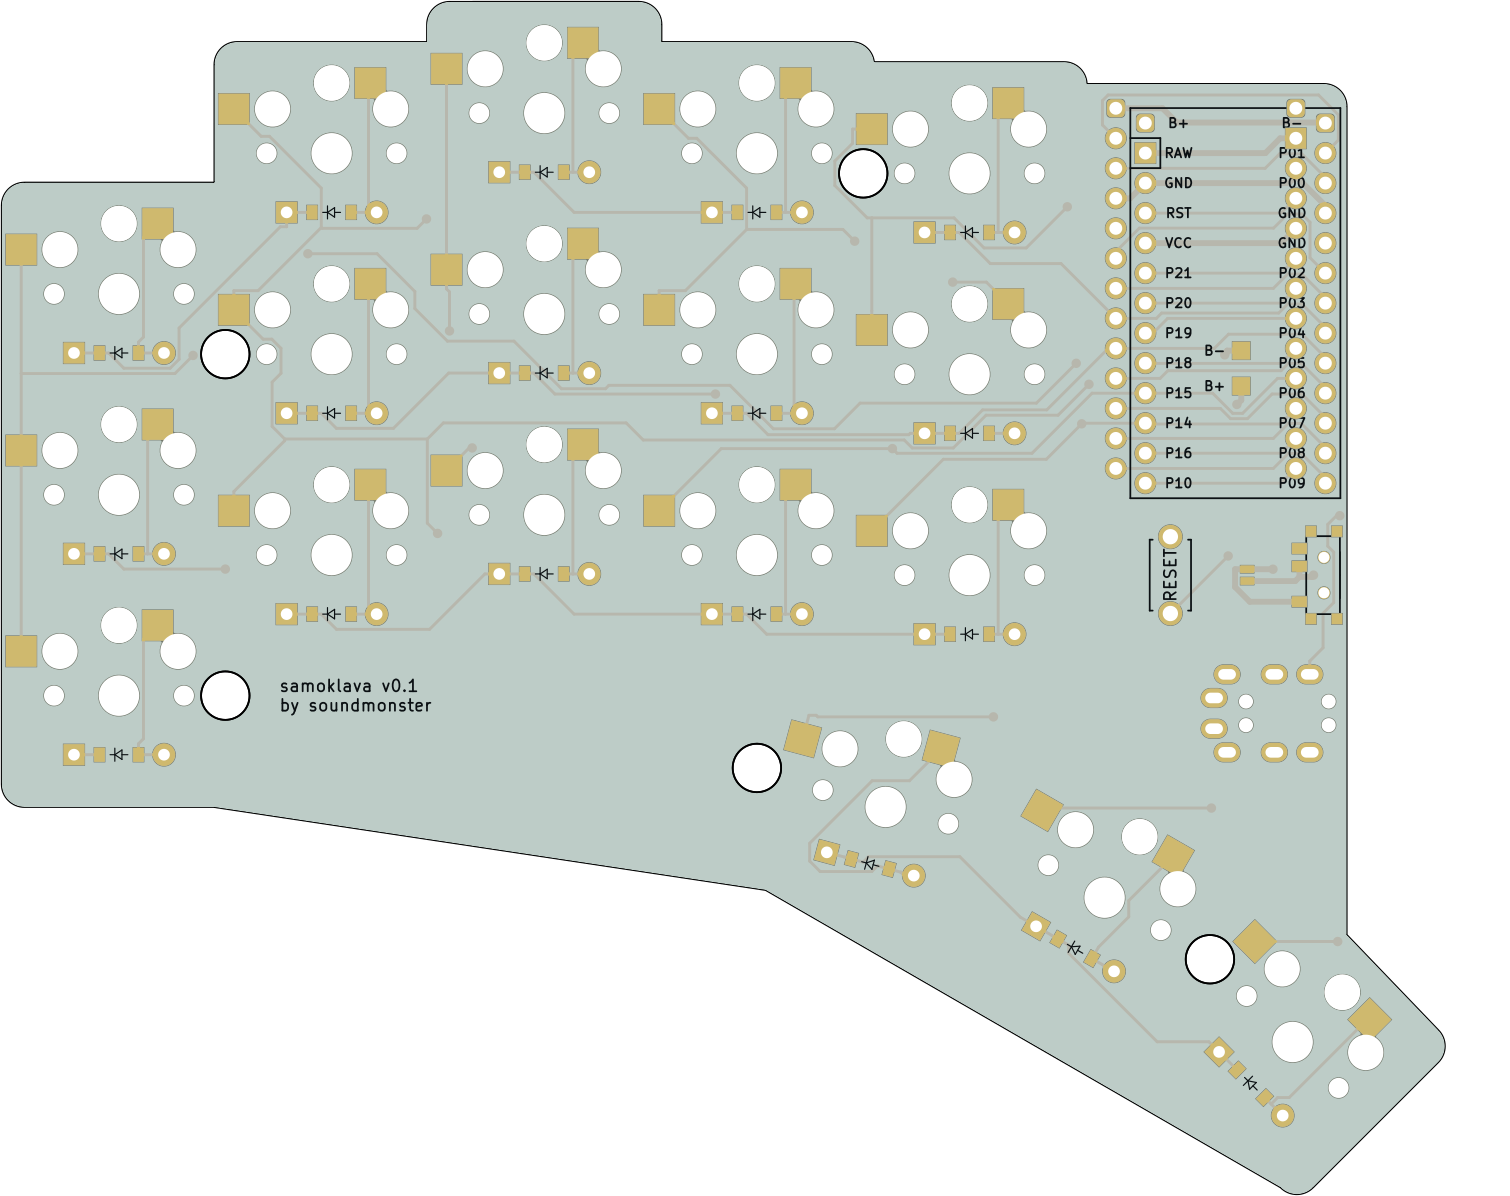 B+ B-
RAW P01
GND P00
RST GND
VCC GND
P21 P02
P20 P03
P19 P04
B-
P18 P05
B+
P15 P06
P14 P07
P16 P08
P10 P09
RESET
samoklava v0.1
by soundmonster